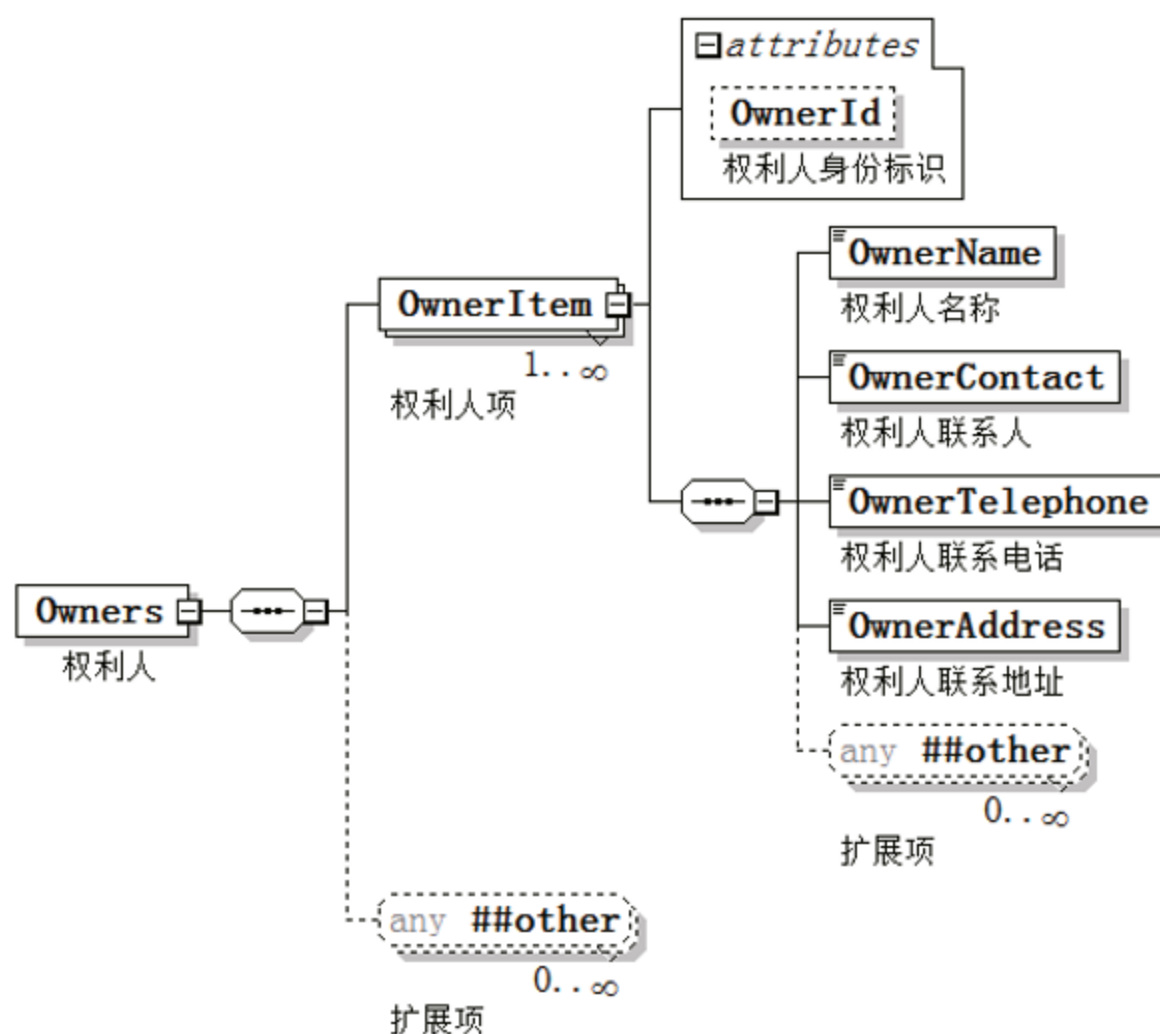 attributes
OwnerId
权利人身份标识
OwnerName
权利人名称
OwnerItem
1..∞
权利人项
OwnerContact
权利人联系人
OwnerTelephone
权利人联系电话
Owners
权利人
OwnerAddress
权利人联系地址
any ##other
0..∞
扩展项
any ##other
0..∞
扩展项